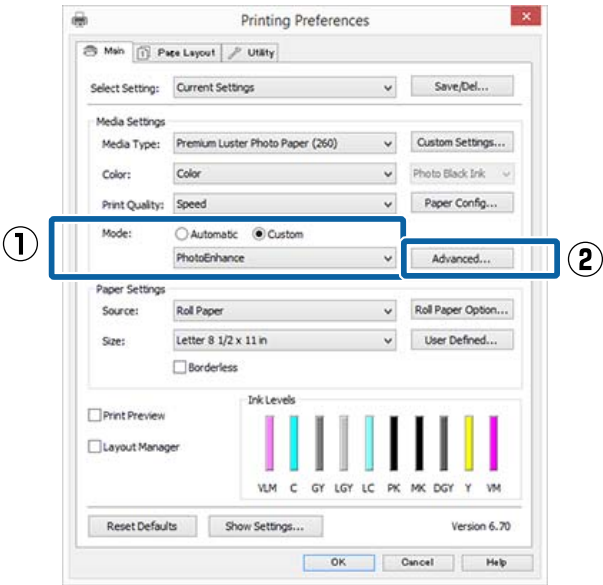 Printing Preferences
Main Page Layout Utility
Select Setting: Current Settings Save/Del...
Media Settings
Media Type: Premium Luster Photo Paper (260) Custom Settings...
Color: Color Photo Black Ink
Print Quality: Speed Paper Config...
Mode: Automatic Custom
1
PhotoEnhance Advanced... 2
Paper Settings
Source: Roll Paper Roll Paper Option...
Size: Letter 8 1/2 x 11 in User Defined...
Borderless
Ink Levels
Print Preview
Layout Manager
VLM C GY LGY LC PK MK DGY Y VM
Reset Defaults Show Settings... Version 6.70
OK Cancel Help